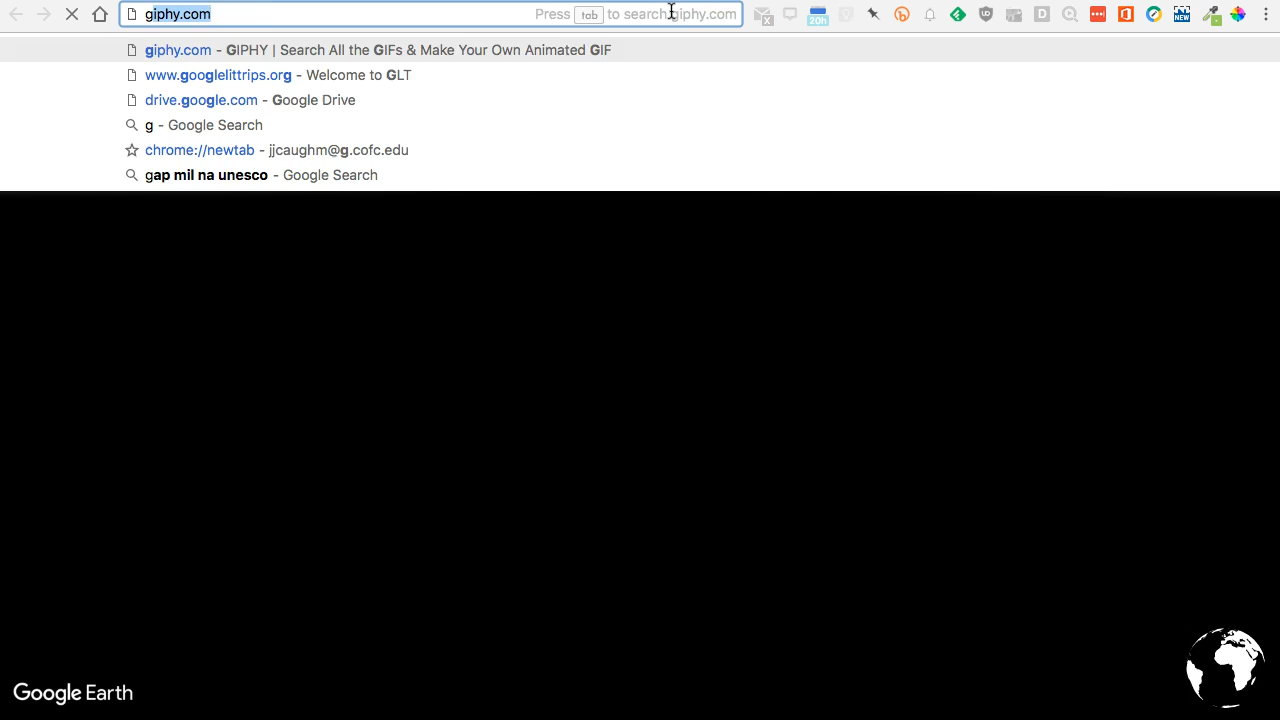 giphy.com Press tab to search giphy.com
20h
NEW
giphy.com - GIPHY | Search All the GIFs & Make Your Own Animated GIF
www.googlelittrips.org - Welcome to GLT
drive.google.com - Google Drive
g - Google Search
chrome://newtab - jjcaughm@g.cofc.edu
gap mil na unesco - Google Search
Google Earth